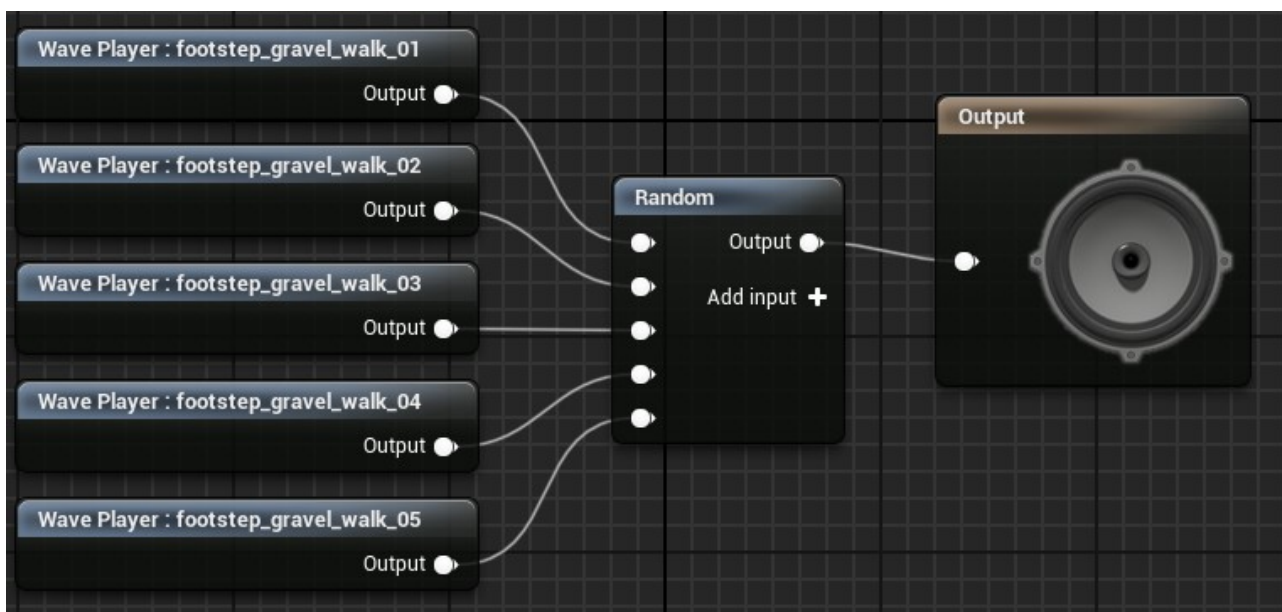 Wave Player : footstep_gravel_walk_01
Output
Wave Player : footstep_gravel_walk_02
Output
Wave Player : footstep_gravel_walk_03
Output
Wave Player : footstep_gravel_walk_04
Output
Wave Player : footstep_gravel_walk_05
Output
Random
Output
Add input
Output